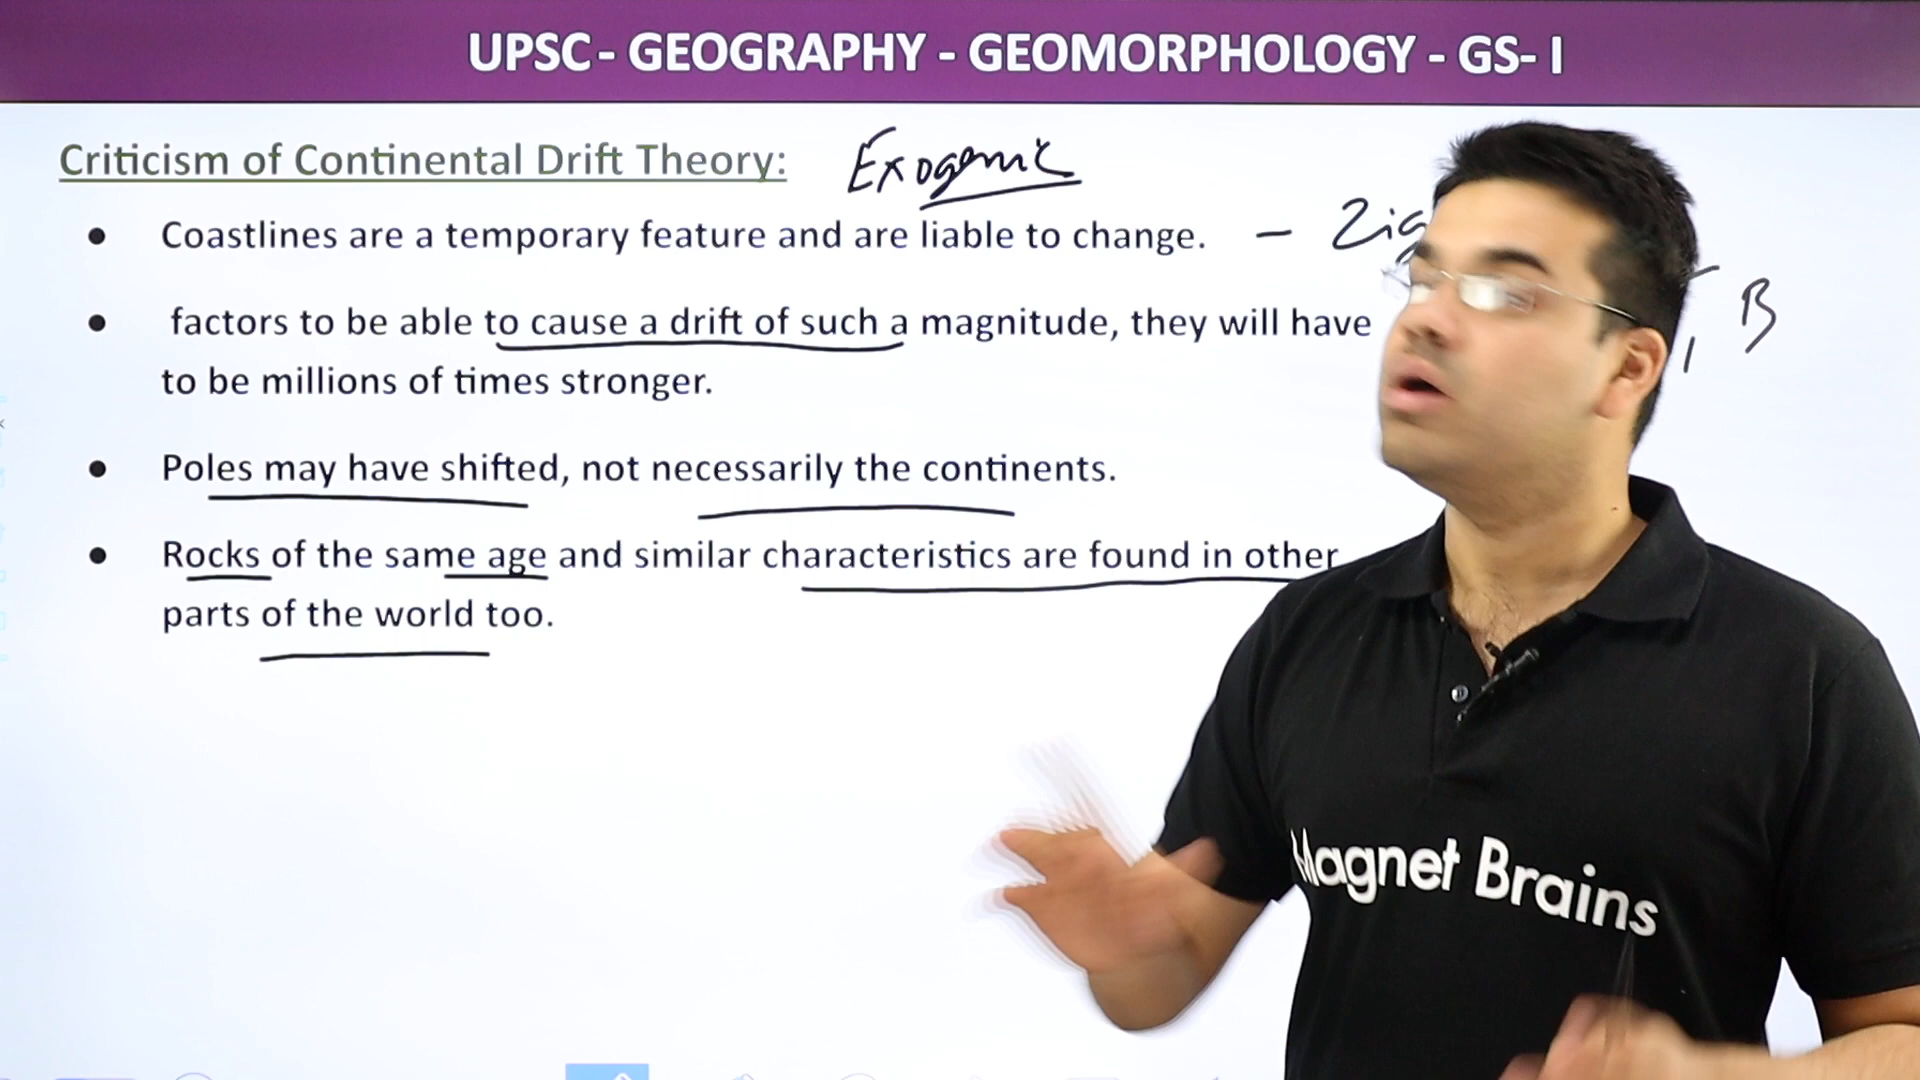 UPSC - GEOGRAPHY - GEOMORPHOLOGY - GS- I
Criticism of Continental Drift Theory: Exogenic
● Coastlines are a temporary feature and are liable to change. – Zig
● factors to be able to cause a drift of such a magnitude, they will have
to be millions of times stronger.
● Poles may have shifted, not necessarily the continents.
● Rocks of the same age and similar characteristics are found in other
parts of the world too.
B
Magnet Brains